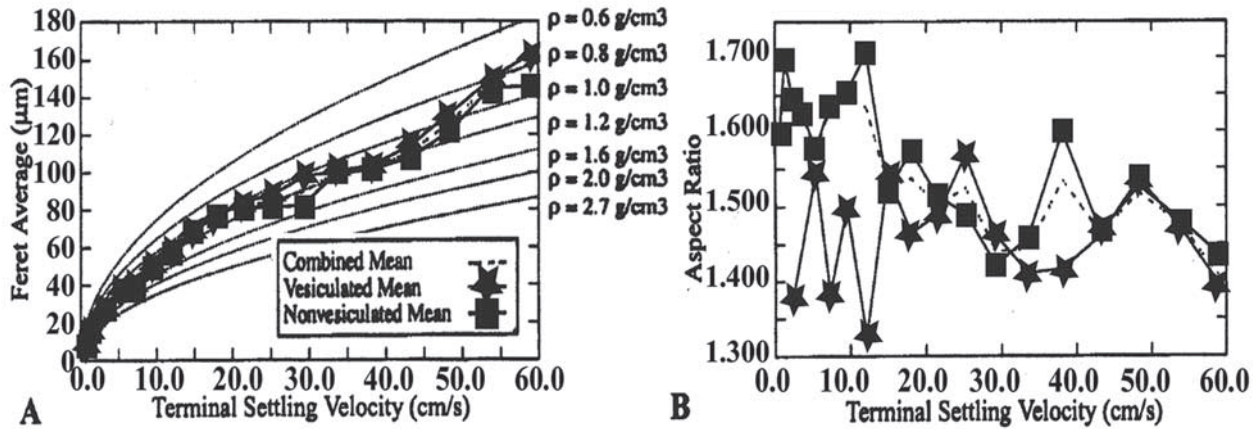 180
160
140
120
100
80
60
40
20
0
Feret Average (μm)
ρ = 0.6 g/cm3
ρ = 0.8 g/cm3
ρ = 1.0 g/cm3
ρ = 1.2 g/cm3
ρ = 1.6 g/cm3
ρ = 2.0 g/cm3
ρ = 2.7 g/cm3
Combined Mean
Vesiculated Mean
Nonvesiculated Mean
0.0 10.0 20.0 30.0 40.0 50.0 60.0
Terminal Settling Velocity (cm/s)
A
1.700
1.600
1.500
1.400
1.300
Aspect Ratio
0.0 10.0 20.0 30.0 40.0 50.0 60.0
Terminal Settling Velocity (cm/s)
B